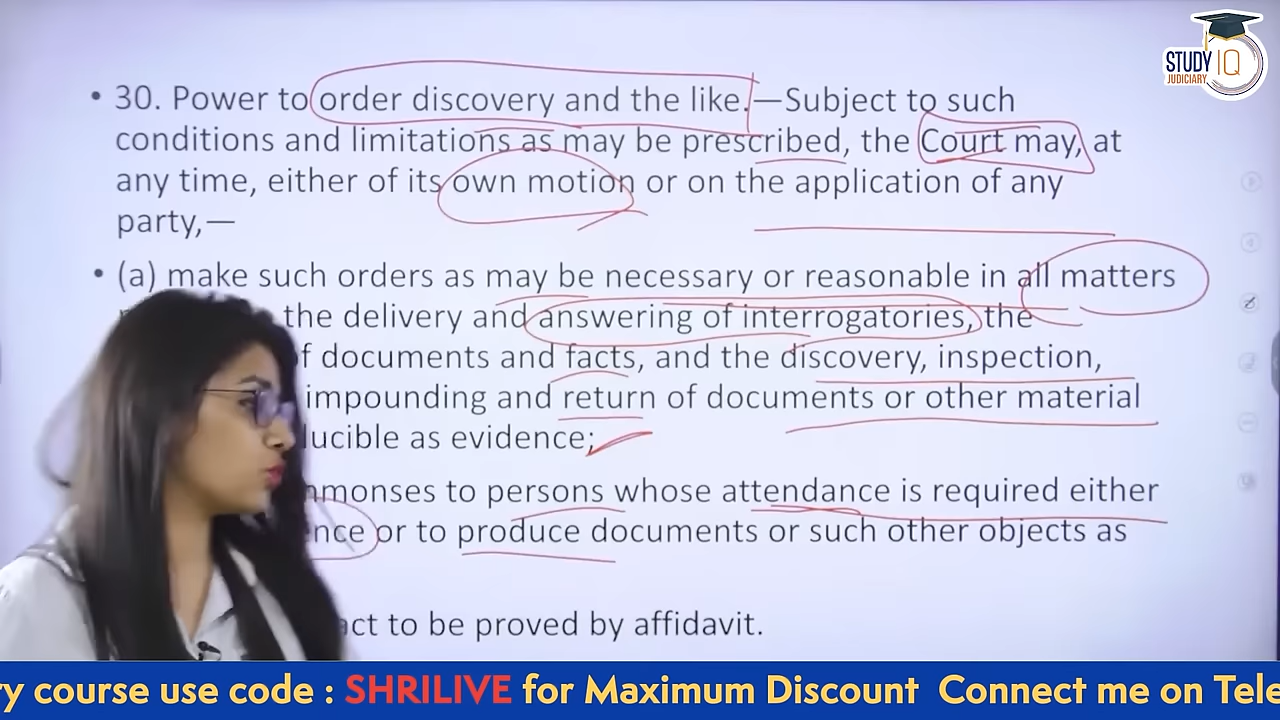 STUDY IQ
JUDICIARY
• 30. Power to order discovery and the like.—Subject to such
conditions and limitations as may be prescribed, the Court may, at
any time, either of its own motion or on the application of any
party,—
• (a) make such orders as may be necessary or reasonable in all matters
the delivery and answering of interrogatories, the
of documents and facts, and the discovery, inspection,
impounding and return of documents or other material
ducible as evidence;
mmonses to persons whose attendance is required either
ence or to produce documents or such other objects as
act to be proved by affidavit.
ry course use code : SHRILIVE for Maximum Discount Connect me on Tele